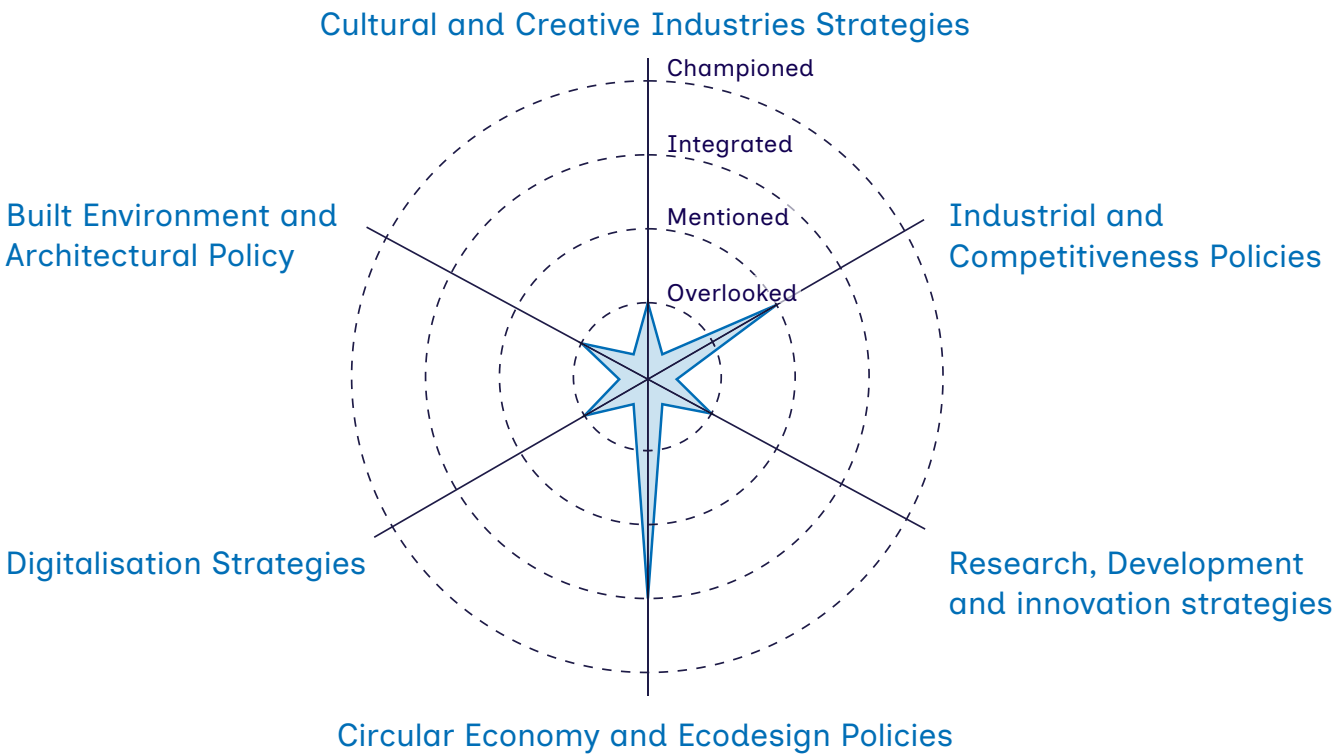 Cultural and Creative Industries Strategies
Championed
Integrated
Mentioned
Overlooked
Built Environment and
Architectural Policy
Industrial and
Competitiveness Policies
Digitalisation Strategies
Research, Development
and innovation strategies
Circular Economy and Ecodesign Policies